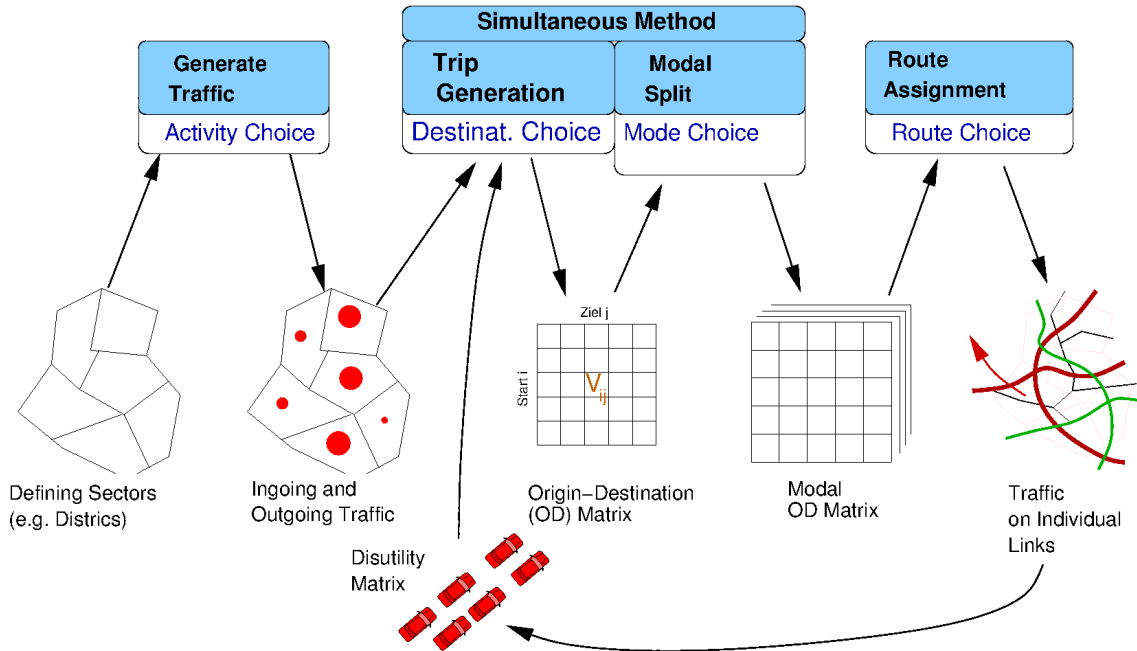 Simultaneous Method
Generate
Traffic
Activity Choice
Trip
Generation
Destinat. Choice
Modal
Split
Mode Choice
Route
Assignment
Route Choice
Ziel j
Start i
V_ij
Defining Sectors
(e.g. Districs)
Ingoing and
Outgoing Traffic
Origin−Destination
(OD) Matrix
Modal
OD Matrix
Traffic
on Individual
Links
Disutility
Matrix